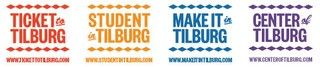 TICKET to
TILBURG
WWW.TICKETTOTILBURG.COM
STUDENT
in TILBURG
WWW.STUDENTINTILBURG.COM
MAKE IT in
TILBURG
WWW.MAKEITINTILBURG.COM
CENTER of
TILBURG
WWW.CENTEROFTILBURG.COM